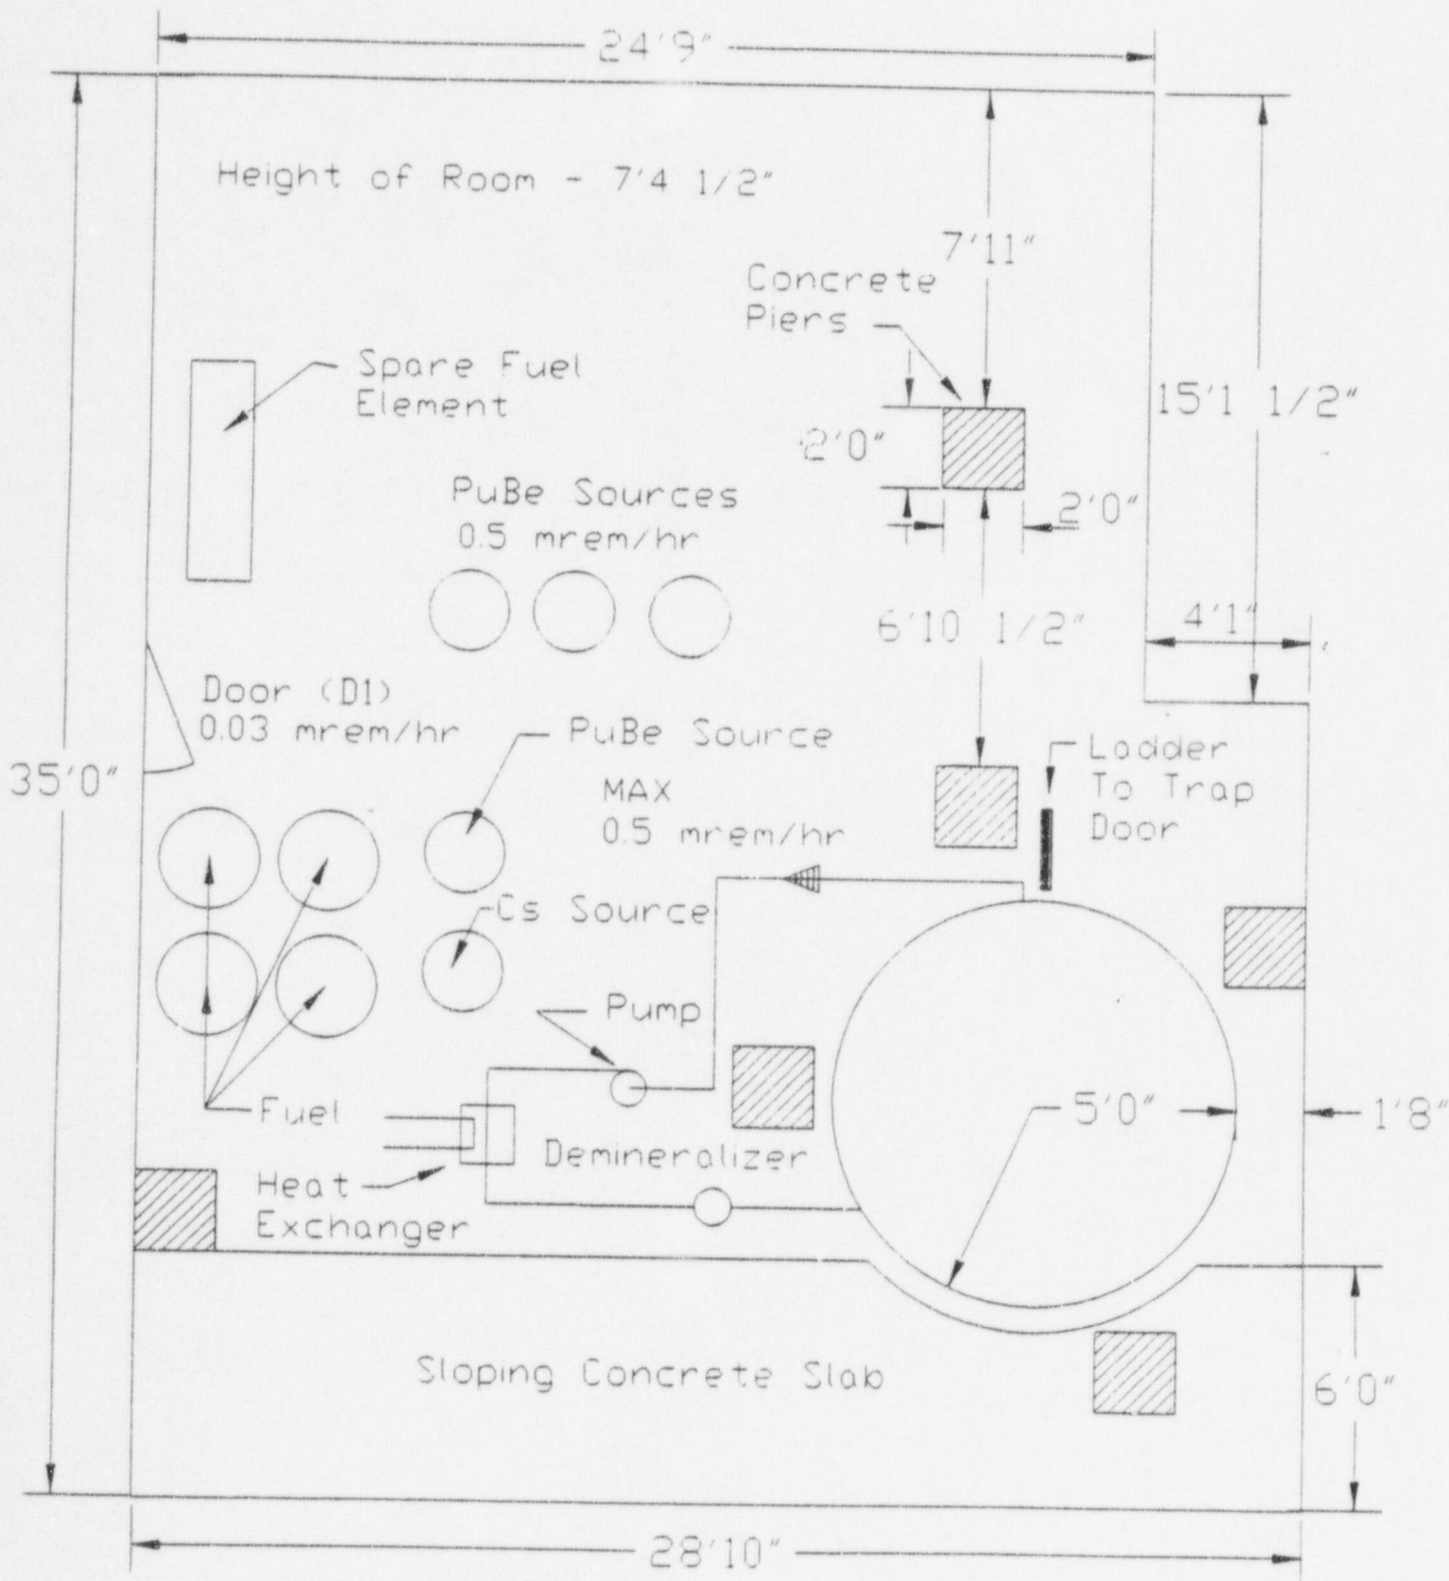 24'9"
Height of Room - 7'4 1/2"
7'11"
Concrete
Piers
Spare Fuel
Element
15'1 1/2"
2'0"
PuBe Sources
0.5 mrem/hr
2'0"
6'10 1/2"
4'1"
Door (D1)
0.03 mrem/hr
PuBe Source
35'0"
MAX
0.5 mrem/hr
Ladder
To Trap
Door
Cs Source
Pump
Fuel
5'0"
1'8"
Demineralizer
Heat
Exchanger
Sloping Concrete Slab
6'0"
28'10"